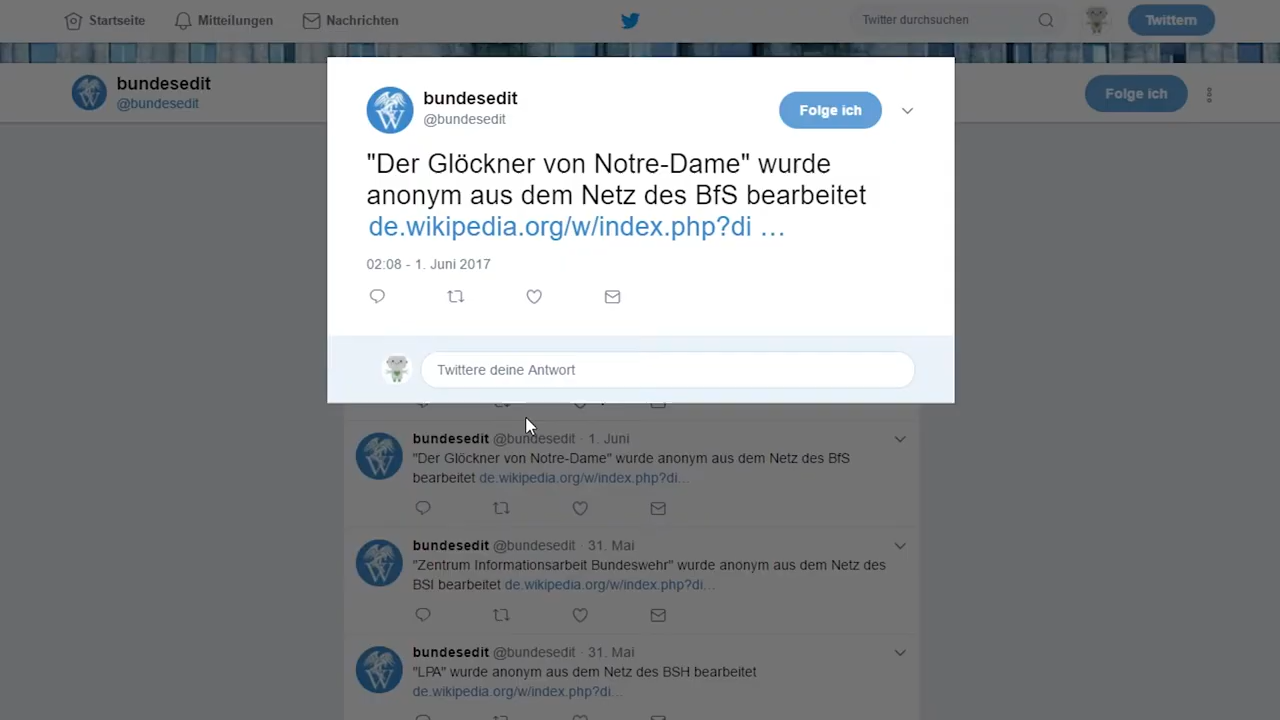 Startseite
Mitteilungen
Nachrichten
Twitter durchsuchen
Twittern
bundesedit
@bundesedit
Folge ich
bundesedit
@bundesedit
Folge ich
"Der Glöckner von Notre-Dame" wurde
anonym aus dem Netz des BfS bearbeitet
de.wikipedia.org/w/index.php?di …
02:08 - 1. Juni 2017
Twittere deine Antwort
bundesedit @bundesedit · 1. Juni
"Der Glöckner von Notre-Dame" wurde anonym aus dem Netz des BfS
bearbeitet de.wikipedia.org/w/index.php?di…
bundesedit @bundesedit · 31. Mai
"Zentrum Informationsarbeit Bundeswehr" wurde anonym aus dem Netz des
BSI bearbeitet de.wikipedia.org/w/index.php?di…
bundesedit @bundesedit · 31. Mai
"LPA" wurde anonym aus dem Netz des BSH bearbeitet
de.wikipedia.org/w/index.php?di…